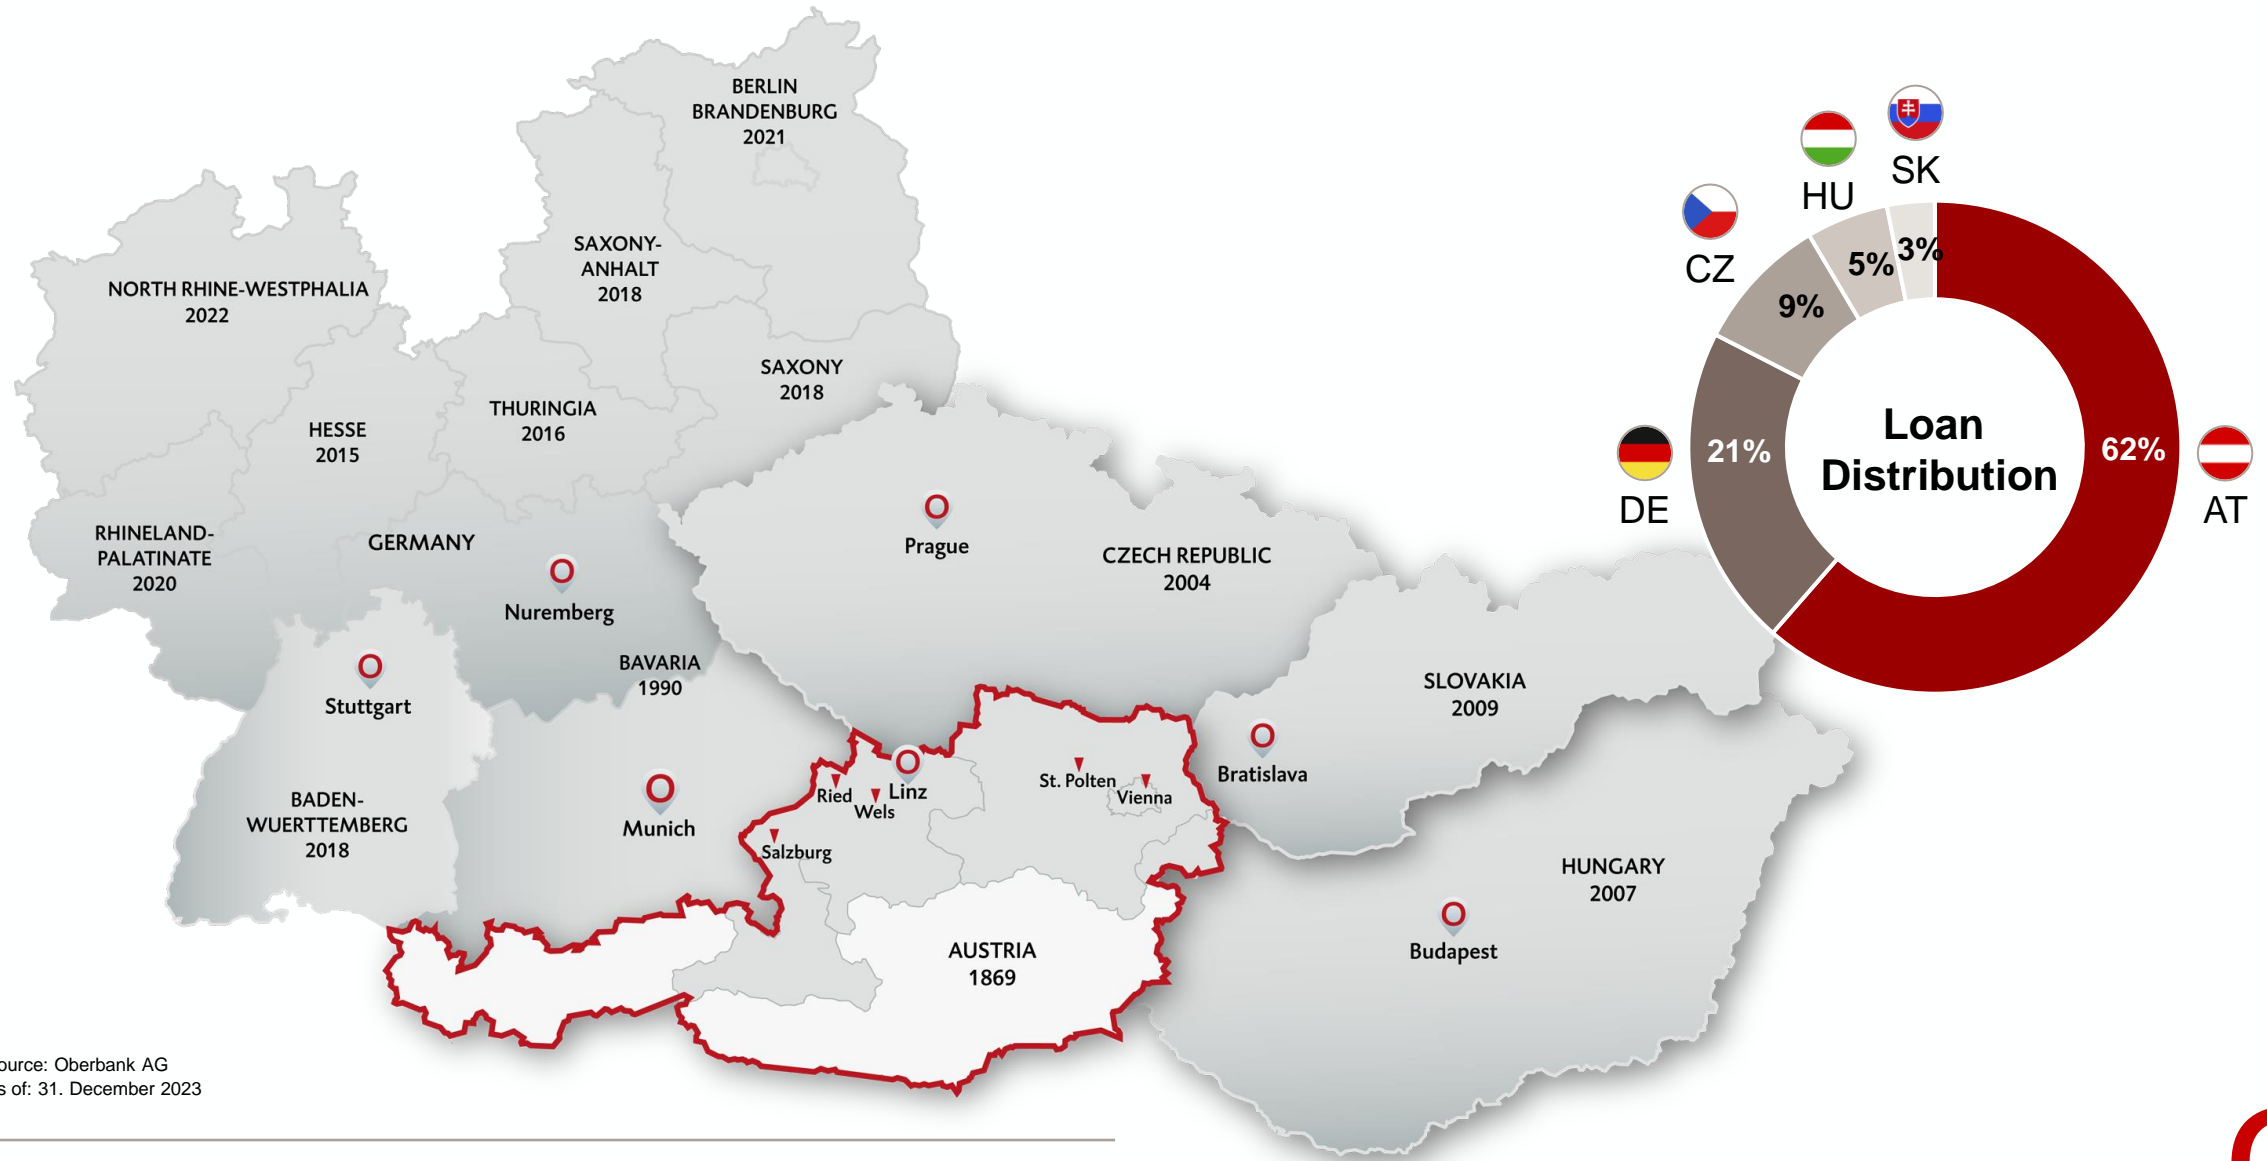 BERLIN
BRANDENBURG
2021
NORTH RHINE-WESTPHALIA
2022
SAXONY-
ANHALT
2018
SAXONY
2018
HESSE
2015
THURINGIA
2016
RHINELAND-
PALATINATE
2020
GERMANY
Nuremberg
BAVARIA
1990
Stuttgart
BADEN-
WUERTTEMBERG
2018
Munich
Prague
CZECH REPUBLIC
2004
SLOVAKIA
2009
Bratislava
HUNGARY
2007
Budapest
Ried
Wels
Linz
St. Polten
Vienna
Salzburg
AUSTRIA
1869
SK
HU
CZ
DE
AT
3%
5%
9%
21%
62%
Loan
Distribution
ource: Oberbank AG
s of: 31. December 2023